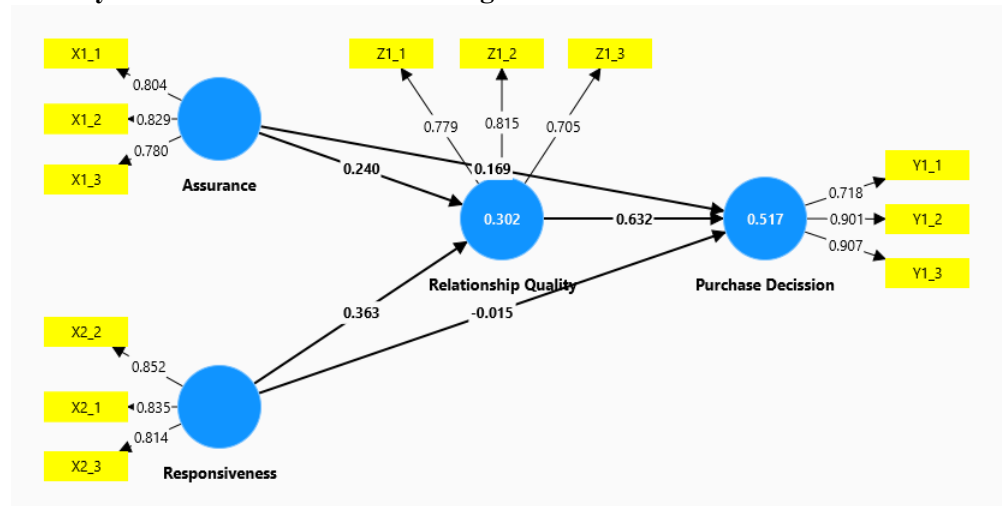 X1_1
Z1_1
Z1_2
Z1_3
0.804
X1_2
0.829
0.779
0.815
0.705
0.780
X1_3
Assurance
0.240
0.169
Y1_1
0.718
0.302
0.632
0.517
0.901
Y1_2
0.907
Y1_3
Relationship Quality
Purchase Decission
0.363
-0.015
X2_2
0.852
X2_1
0.835
0.814
X2_3
Responsiveness